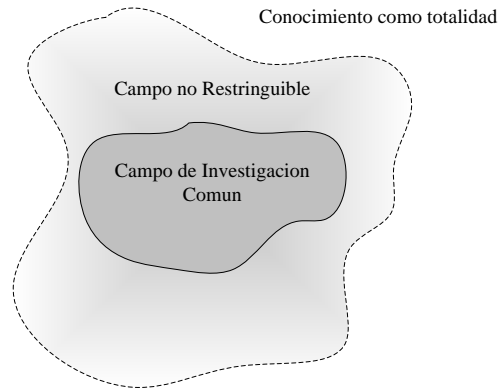 Conocimiento como totalidad
Campo no Restringuible
Campo de Investigacion
Comun